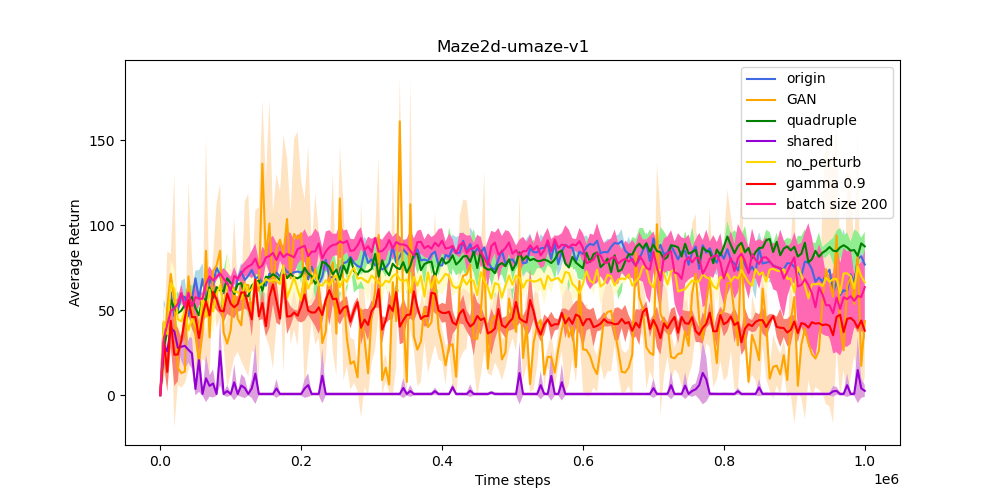 Maze2d-umaze-v1
Average Return
150
100
50
0
origin
GAN
quadruple
shared
no_perturb
gamma 0.9
batch size 200
0.0 0.2 0.4 0.6 0.8 1.0
1e6
Time steps